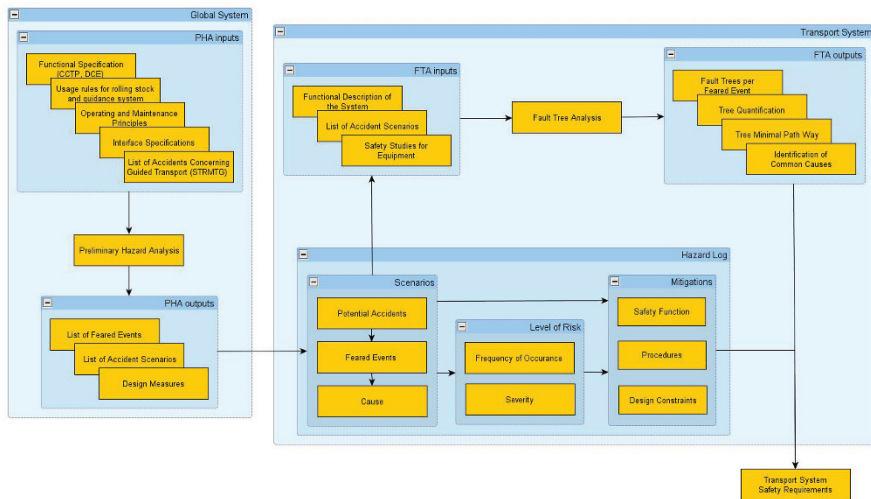 Global System
PHA inputs
Functional Specification
(CCTP, DCE)
Usage rules for rolling stock
and guidance system
Operating and Maintenance
Principles
Interface Specifications
List of Accidents Concerning
Guided Transport (STRMTG)
Preliminary Hazard Analysis
PHA outputs
List of Feared Events
List of Accident Scenarios
Design Measures
Transport System
FTA inputs
Functional Description of
the System
List of Accident Scenarios
Safety Studies for
Equipment
Fault Tree Analysis
FTA outputs
Fault Trees per
Feared Event
Tree Quantification
Tree Minimal Path Way
Identification of
Common Causes
Hazard Log
Scenarios
Potential Accidents
Feared Events
Cause
Level of Risk
Frequency of Occurance
Severity
Mitigations
Safety Function
Procedures
Design Constraints
Transport System
Safety Requirements